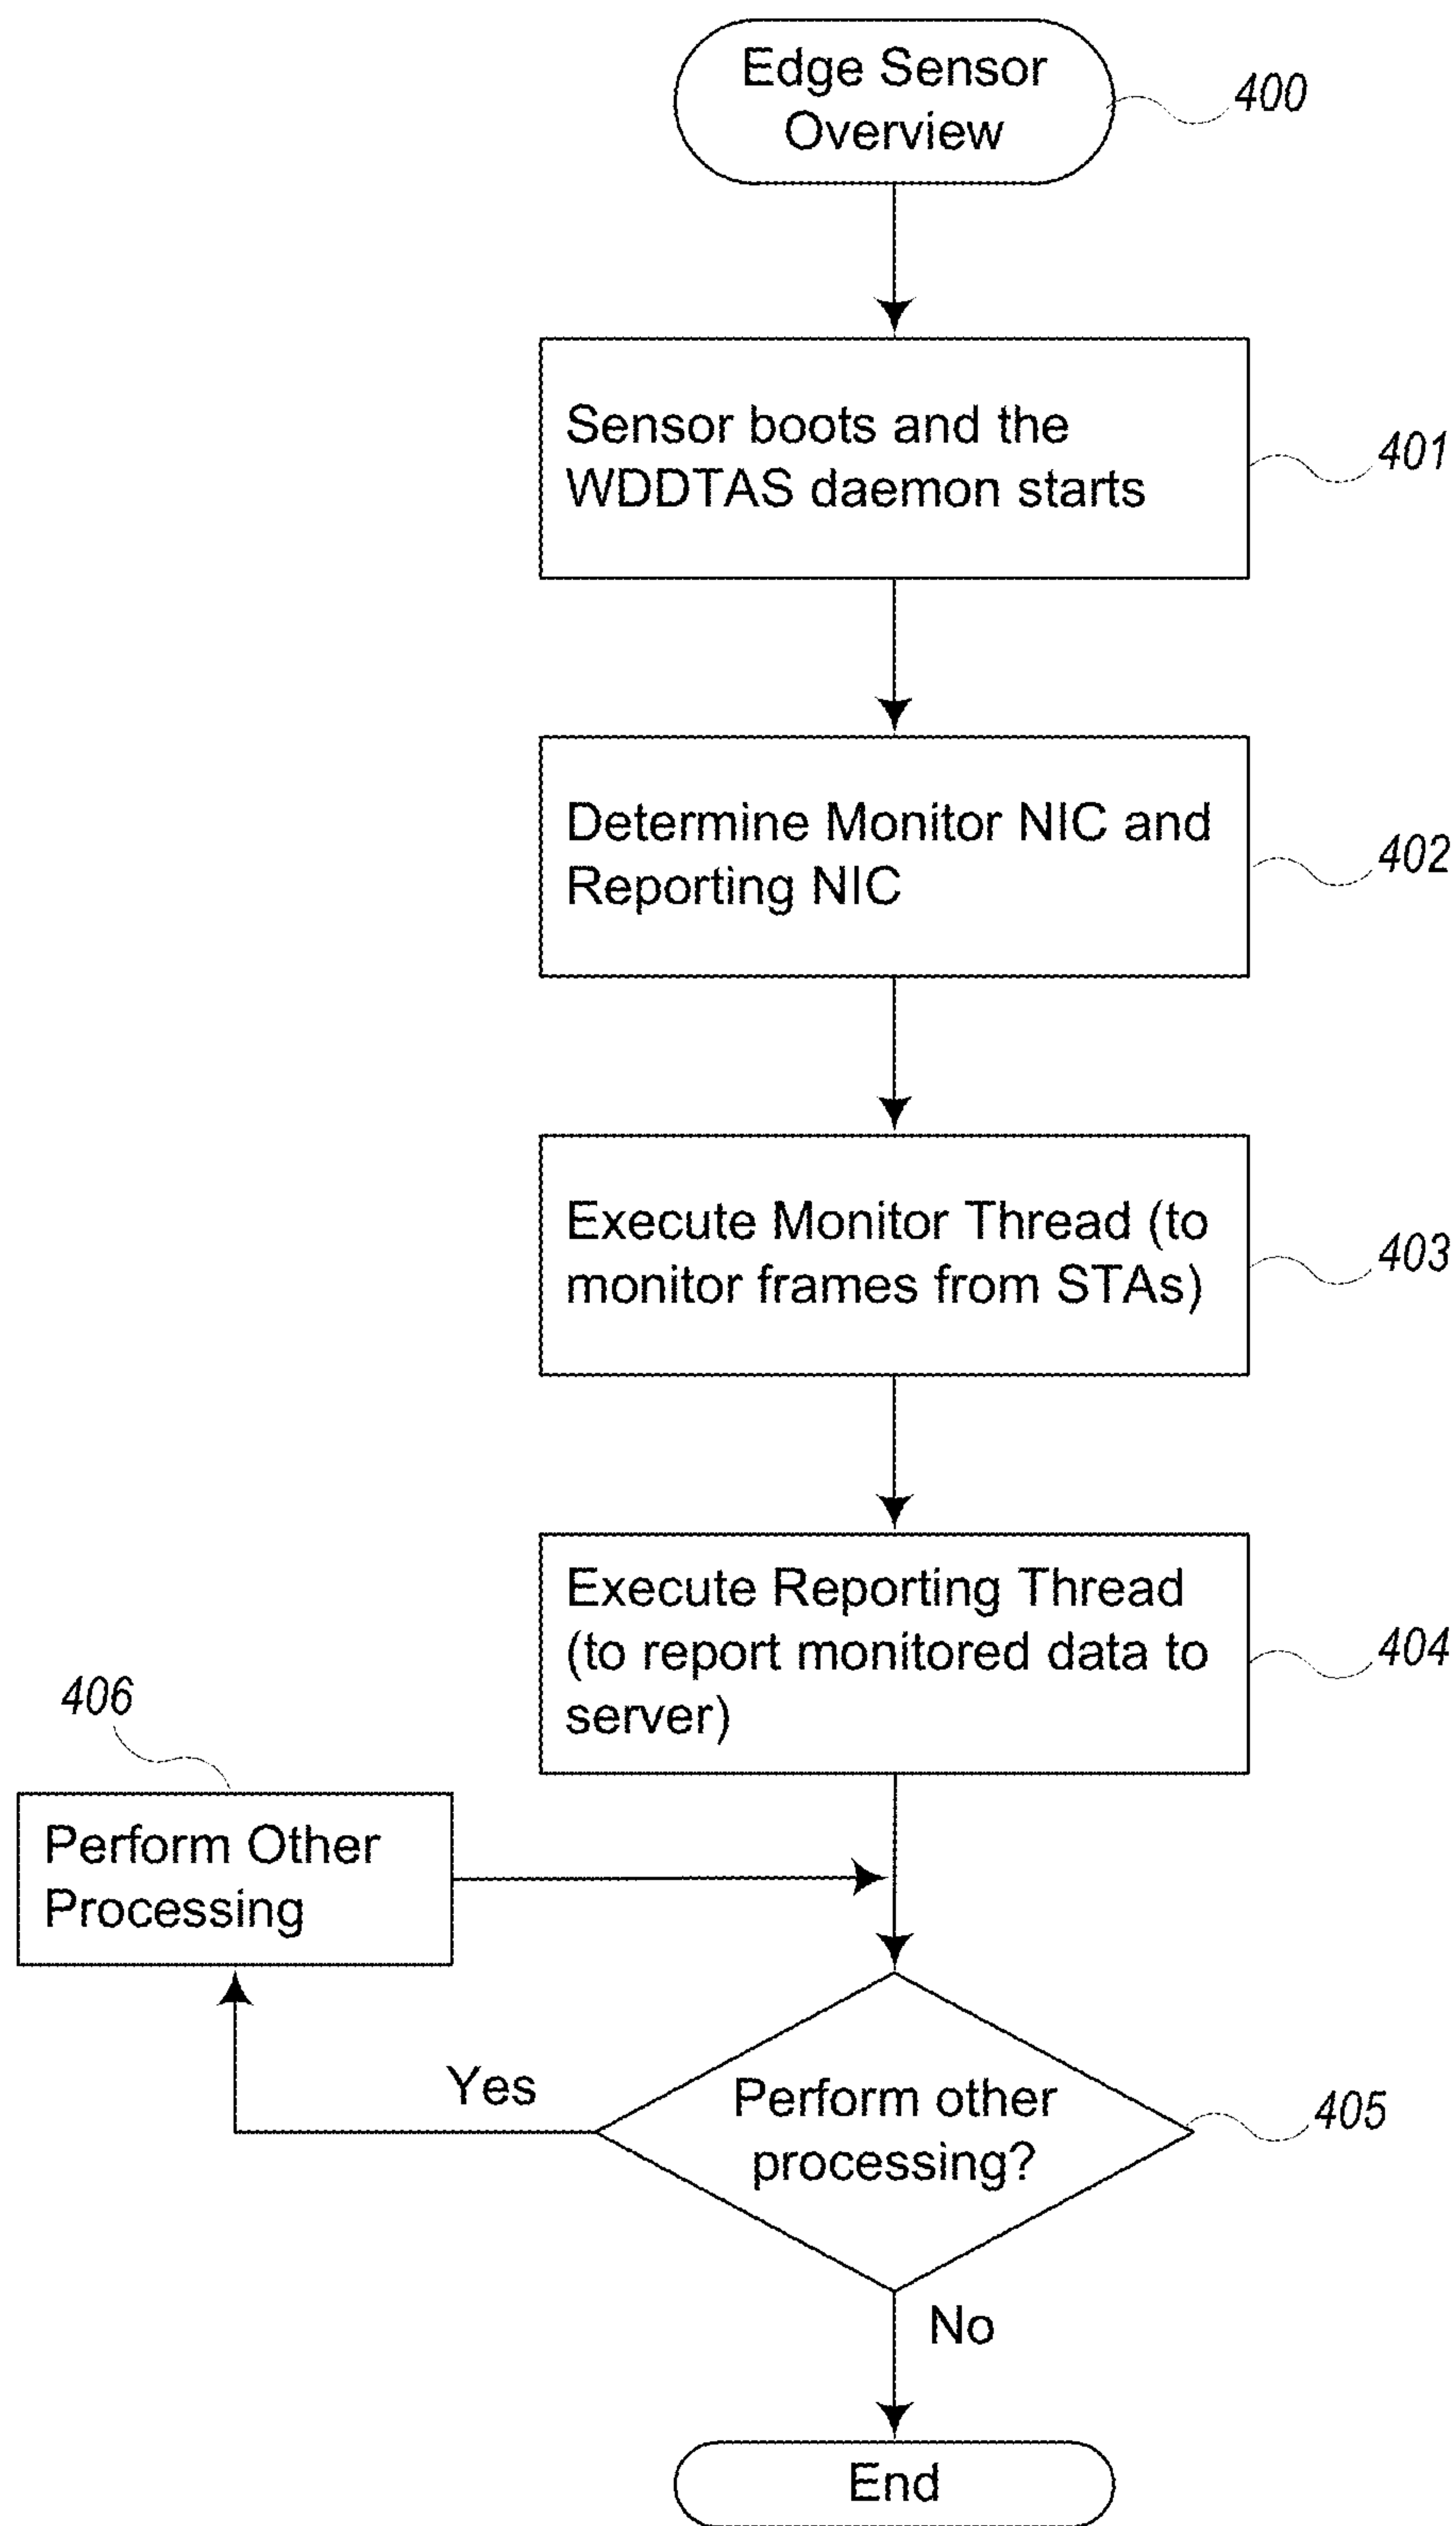 Edge Sensor
Overview
400
Sensor boots and the
WDDTAS daemon starts
401
Determine Monitor NIC and
Reporting NIC
402
Execute Monitor Thread (to
monitor frames from STAs)
403
Execute Reporting Thread
(to report monitored data to
server)
404
406
Perform Other
Processing
Yes
Perform other
processing?
405
No
End